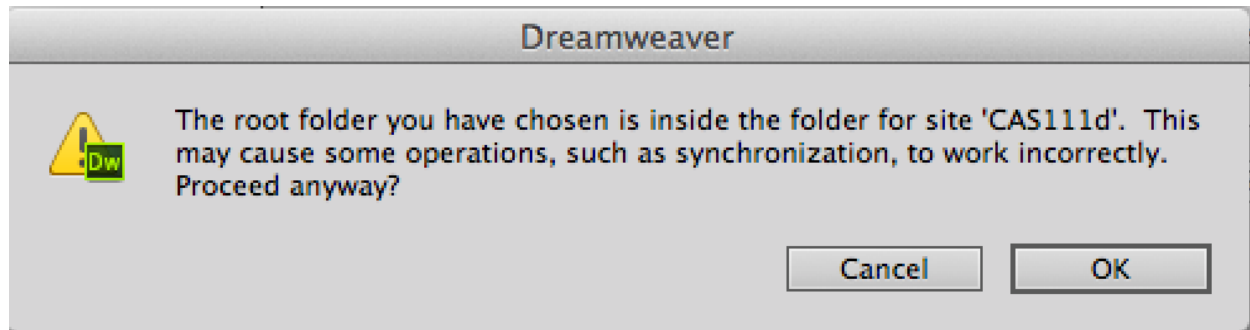 Dreamweaver
The root folder you have chosen is inside the folder for site 'CAS111d'.  This
may cause some operations, such as synchronization, to work incorrectly.
Proceed anyway?
Dw
Cancel
OK